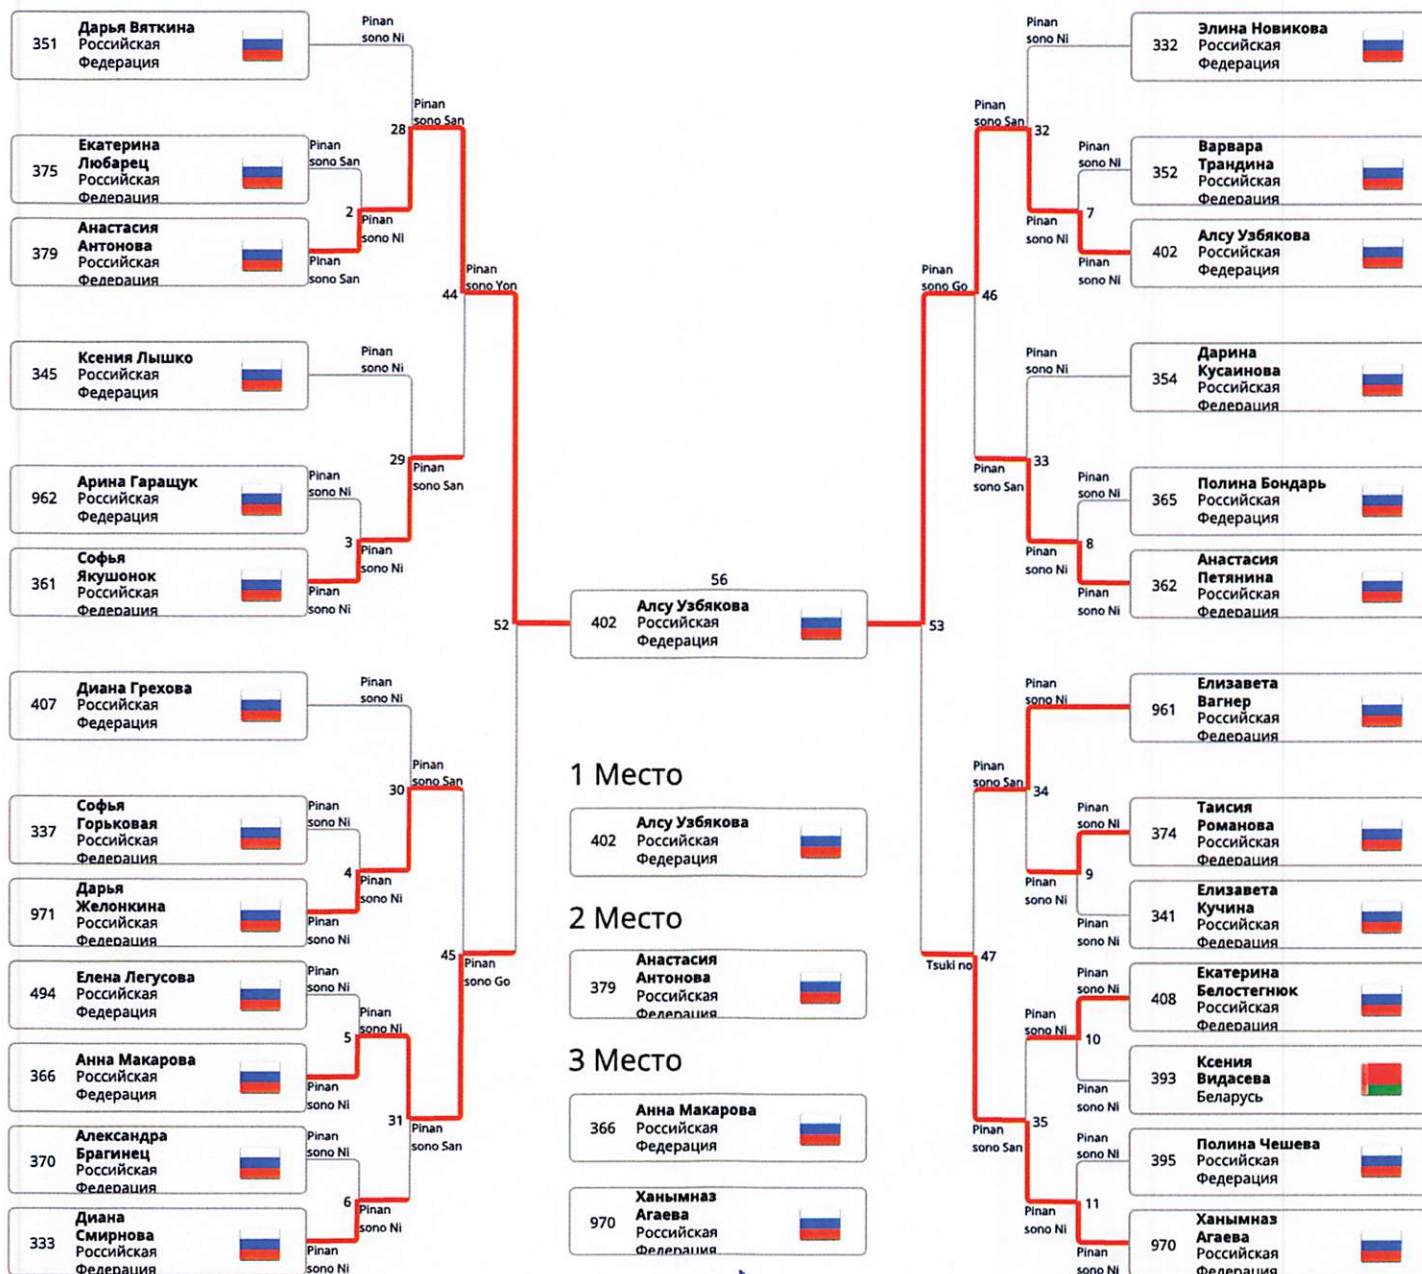 351
Дарья Вяткина
Российская
Федерация
Pinan
sono Ni
28
Pinan
sono San
375
Екатерина
Любарец
Российская
Федерация
Pinan
sono San
2
Pinan
sono Ni
379
Анастасия
Антонова
Российская
Федерация
Pinan
sono San
44
Pinan
sono Yon
345
Ксения Лышко
Российская
Федерация
Pinan
sono Ni
29
Pinan
sono San
962
Арина Гаращук
Российская
Федерация
Pinan
sono Ni
3
Pinan
sono Ni
361
Софья
Якушонок
Российская
Федерация
Pinan
sono Ni
52
407
Диана Грехова
Российская
Федерация
Pinan
sono Ni
30
Pinan
sono San
337
Софья
Горьковая
Российская
Федерация
Pinan
sono Ni
4
Pinan
sono Ni
971
Дарья
Желонкина
Российская
Федерация
Pinan
sono Ni
45
Pinan
sono Go
494
Елена Легусова
Российская
Федерация
Pinan
sono Ni
5
Pinan
sono Ni
366
Анна Макарова
Российская
Федерация
Pinan
sono Ni
31
Pinan
sono San
370
Александра
Брагинец
Российская
Федерация
Pinan
sono Ni
6
Pinan
sono Ni
333
Диана
Смирнова
Российская
Федерация
Pinan
sono Ni
56
402
Алсу Узбякова
Российская
Федерация
1 Место
402
Алсу Узбякова
Российская
Федерация
2 Место
379
Анастасия
Антонова
Российская
Федерация
3 Место
366
Анна Макарова
Российская
Федерация
970
Ханымназ
Агаева
Российская
Федерация
Pinan
sono Ni
332
Элина Новикова
Российская
Федерация
Pinan
sono San
32
Pinan
sono Ni
352
Варвара
Трандина
Российская
Федерация
Pinan
sono Ni
7
402
Алсу Узбякова
Российская
Федерация
Pinan
sono Ni
Pinan
sono Go
46
Pinan
sono Ni
354
Дарина
Кусаинова
Российская
Федерация
Pinan
sono San
33
Pinan
sono Ni
365
Полина Бондарь
Российская
Федерация
Pinan
sono Ni
8
362
Анастасия
Петянина
Российская
Федерация
Pinan
sono Ni
53
Pinan
sono Ni
961
Елизавета
Вагнер
Российская
Федерация
Pinan
sono San
34
Pinan
sono Ni
374
Таисия
Романова
Российская
Федерация
Pinan
sono Ni
9
341
Елизавета
Кучина
Российская
Федерация
Pinan
sono Ni
Tsuki no
47
Pinan
sono Ni
408
Екатерина
Белостегнюк
Российская
Федерация
Pinan
sono Ni
10
393
Ксения
Видасева
Беларусь
Pinan
sono Ni
Pinan
sono San
35
Pinan
sono Ni
395
Полина Чешева
Российская
Федерация
Pinan
sono Ni
11
970
Ханымназ
Агаева
Российская
Федерация
Pinan
sono Ni